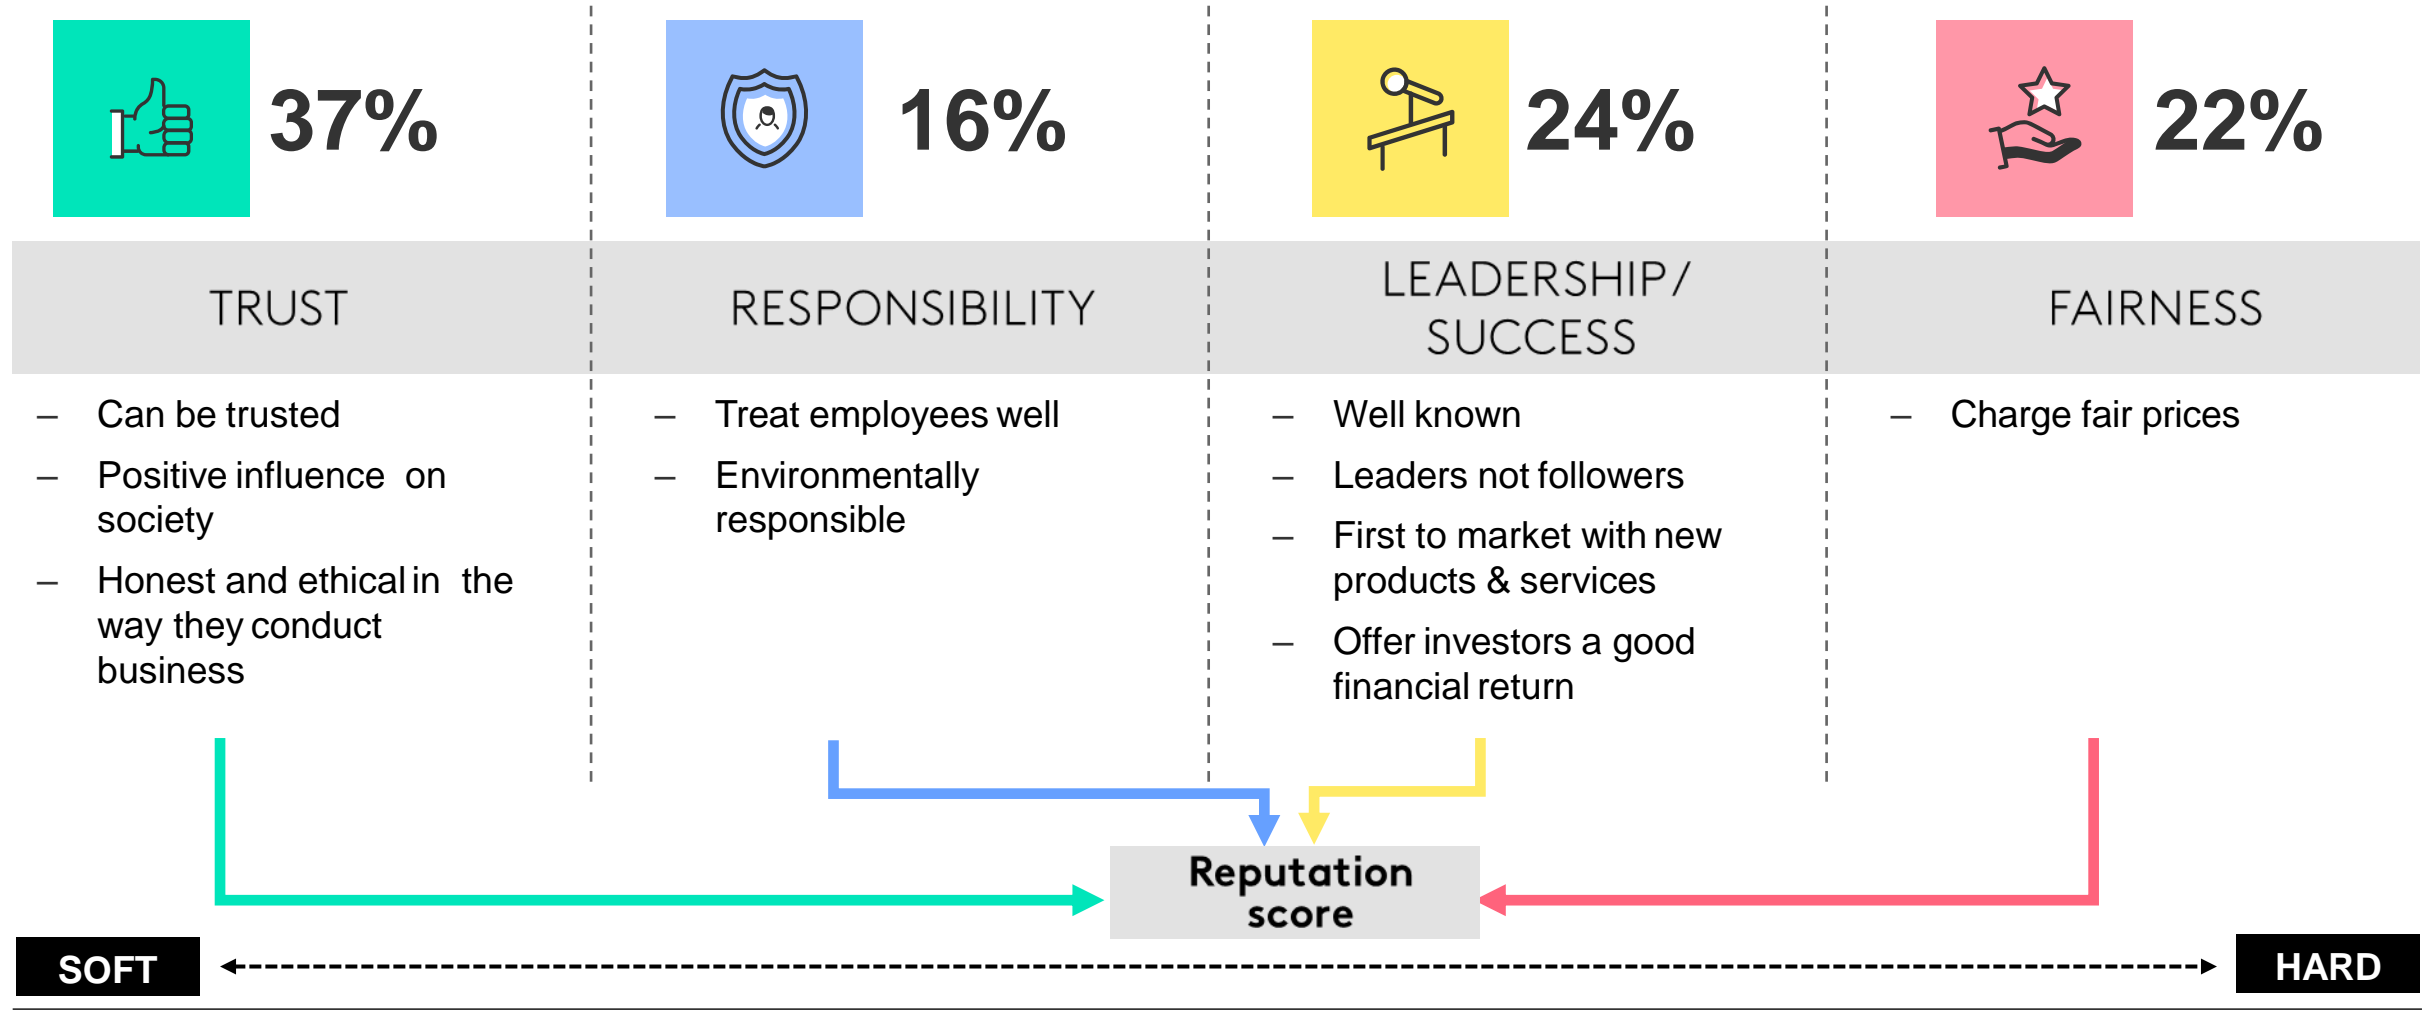 37%
16%
24%
22%
TRUST
RESPONSIBILITY
LEADERSHIP/
SUCCESS
FAIRNESS
– Can be trusted
– Positive influence on
society
– Honest and ethical in the
way they conduct
business
– Treat employees well
– Environmentally
responsible
– Well known
– Leaders not followers
– First to market with new
products & services
– Offer investors a good
financial return
– Charge fair prices
Reputation
score
SOFT
HARD